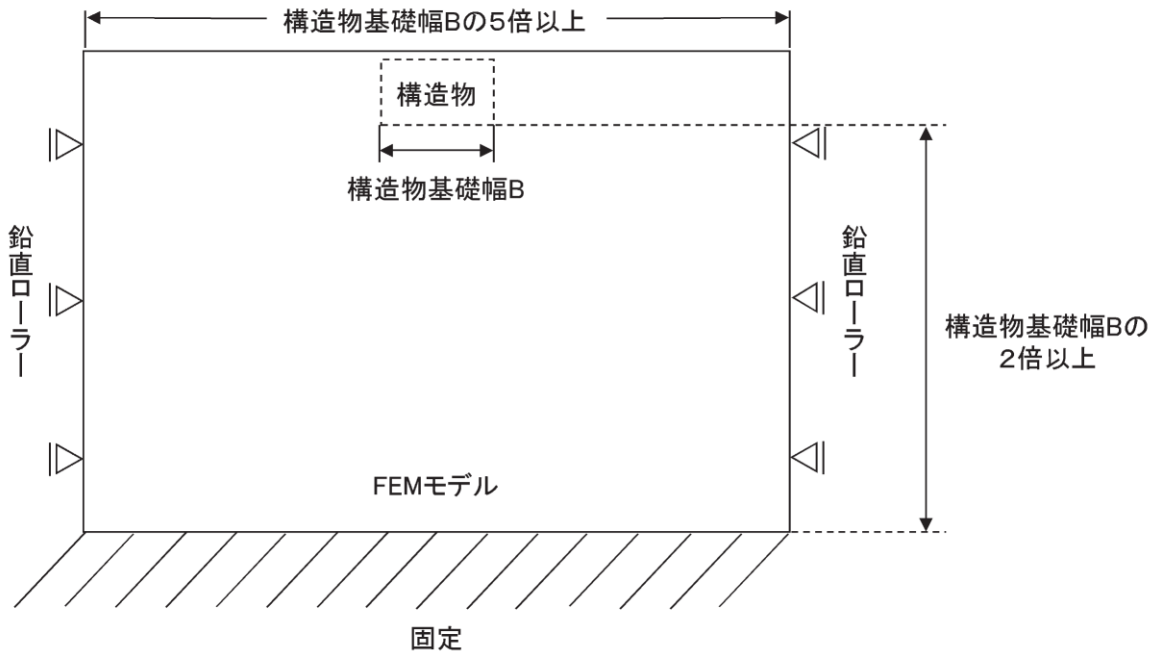 構造物基礎幅Bの5倍以上
構造物
構造物基礎幅B
鉛直ローラー
鉛直ローラー
構造物基礎幅Bの
2倍以上
FEMモデル
固定